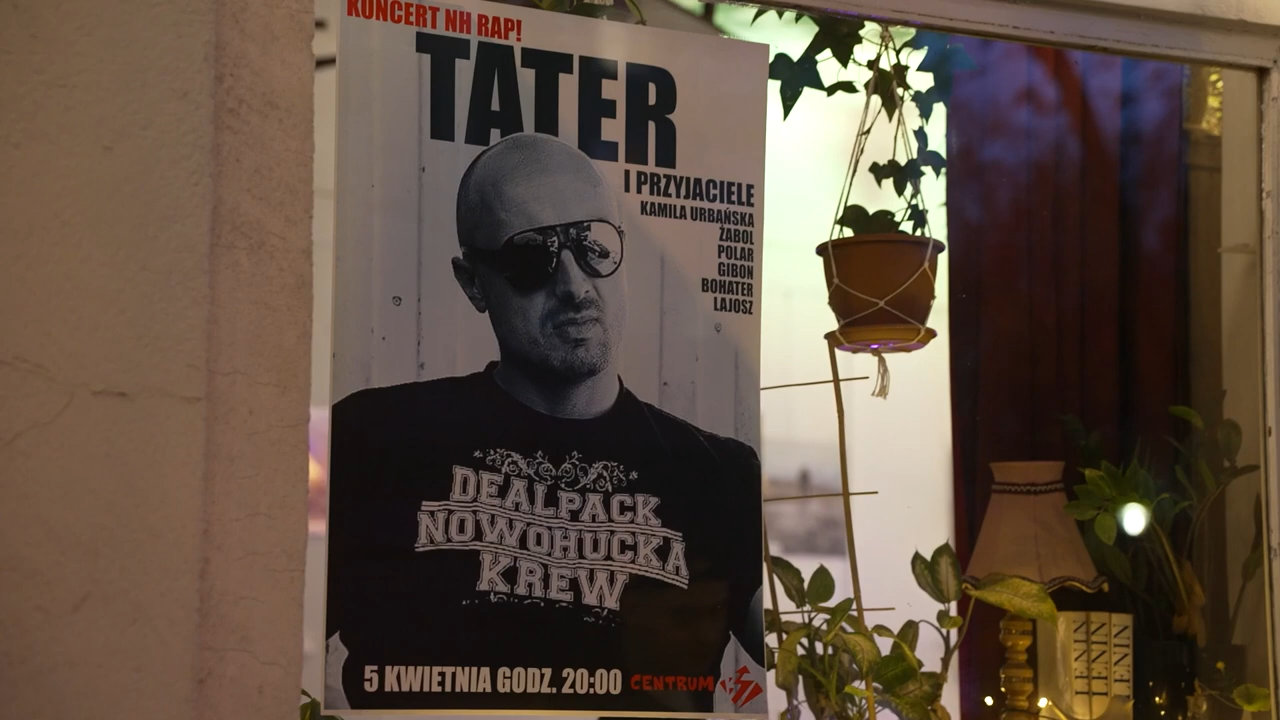 KONCERT NH RAP!
TATER
I PRZYJACIELE
KAMILA URBAŃSKA
ŻABOL
POLAR
GIBON
BOHATER
LAJOSZ
DEALPACK
NOWOHUCKA
KREW
5 KWIETNIA GODZ. 20:00 CENTRUM
LENIN
LENIN
LENIN